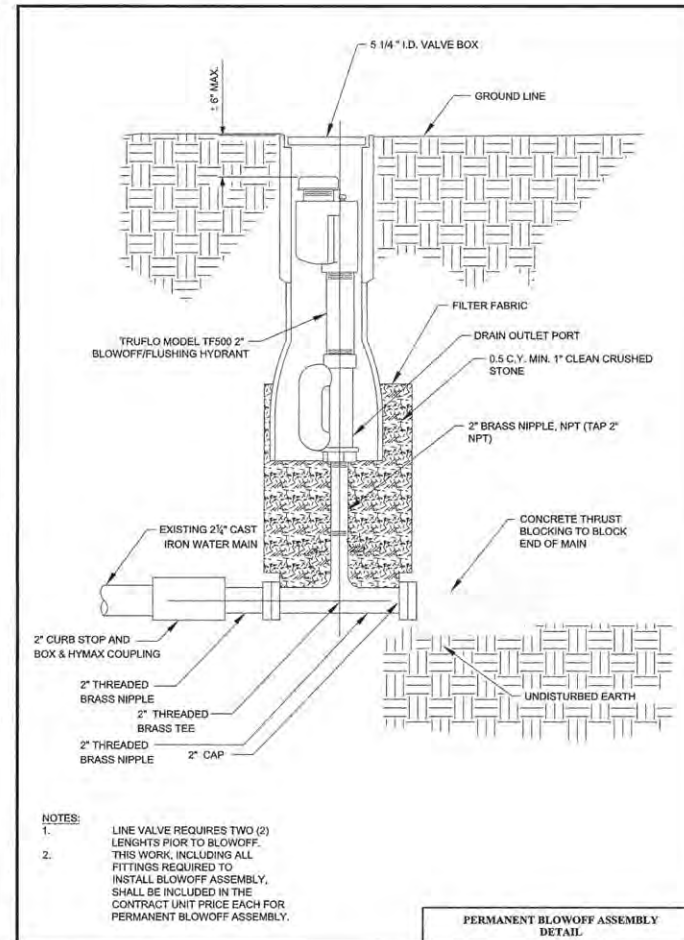 5 1/4" I.D. VALVE BOX
± 6" MAX.
GROUND LINE
FILTER FABRIC
DRAIN OUTLET PORT
TRUFLO MODEL TF500 2"
BLOWOFF/FLUSHING HYDRANT
0.5 C.Y. MIN. 1" CLEAN CRUSHED
STONE
2" BRASS NIPPLE, NPT (TAP 2"
NPT)
EXISTING 2¼" CAST
IRON WATER MAIN
CONCRETE THRUST
BLOCKING TO BLOCK
END OF MAIN
2" CURB STOP AND
BOX & HYMAX COUPLING
2" THREADED
BRASS NIPPLE
UNDISTURBED EARTH
2" THREADED
BRASS TEE
2" THREADED
BRASS NIPPLE
2" CAP
NOTES:
1. LINE VALVE REQUIRES TWO (2)
LENGHTS PIOR TO BLOWOFF.
2. THIS WORK, INCLUDING ALL
FITTINGS REQUIRED TO
INSTALL BLOWOFF ASSEMBLY,
SHALL BE INCLUDED IN THE
CONTRACT UNIT PRICE EACH FOR
PERMANENT BLOWOFF ASSEMBLY.
PERMANENT BLOWOFF ASSEMBLY
DETAIL